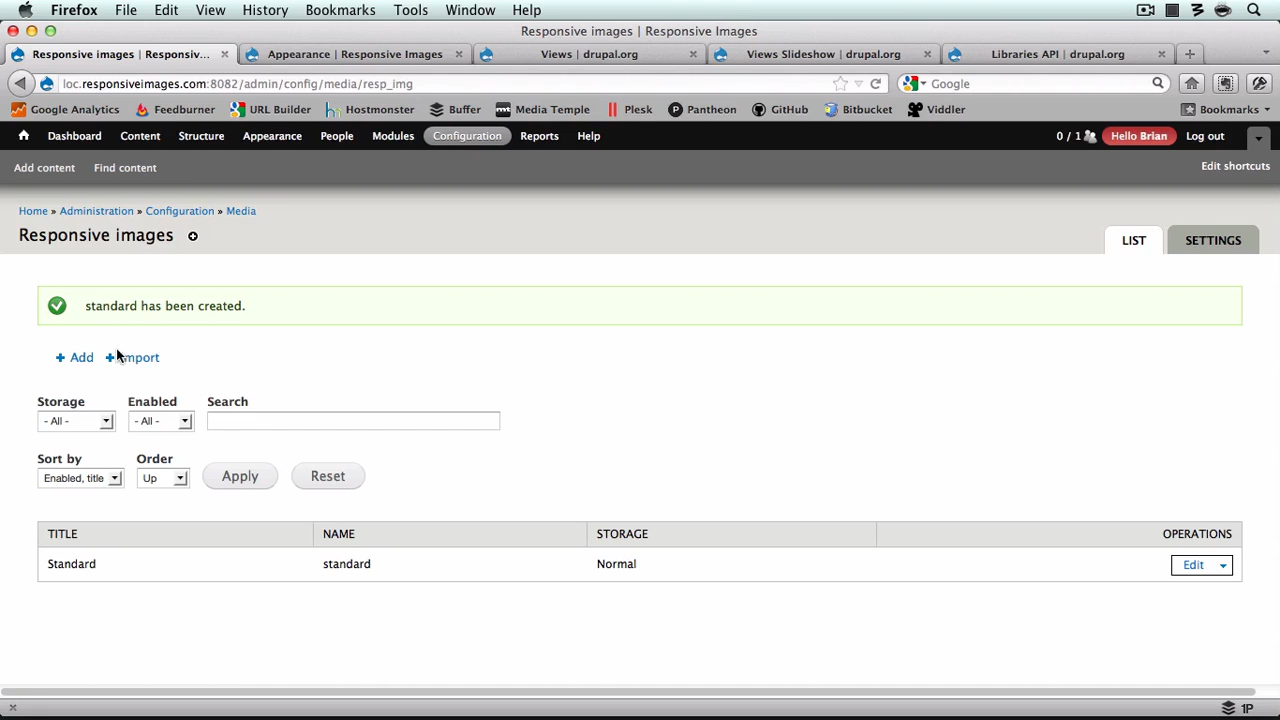 Firefox File Edit View History Bookmarks Tools Window Help
Responsive images | Responsive Images
Responsive images | Responsiv... Appearance | Responsive Images Views | drupal.org Views Slideshow | drupal.org Libraries API | drupal.org
loc.responsiveimages.com:8082/admin/config/media/resp_img Google
Google Analytics Feedburner URL Builder Hostmonster Buffer Media Temple Plesk Pantheon GitHub Bitbucket Viddler Bookmarks
Dashboard Content Structure Appearance People Modules Configuration Reports Help 0 / 1 Hello Brian Log out
Add content Find content Edit shortcuts
Home » Administration » Configuration » Media
Responsive images LIST SETTINGS
standard has been created.
+ Add + Import
Storage Enabled Search
- All - - All -
Sort by Order
Enabled, title Up Apply Reset
TITLE NAME STORAGE OPERATIONS
Standard standard Normal Edit
1P